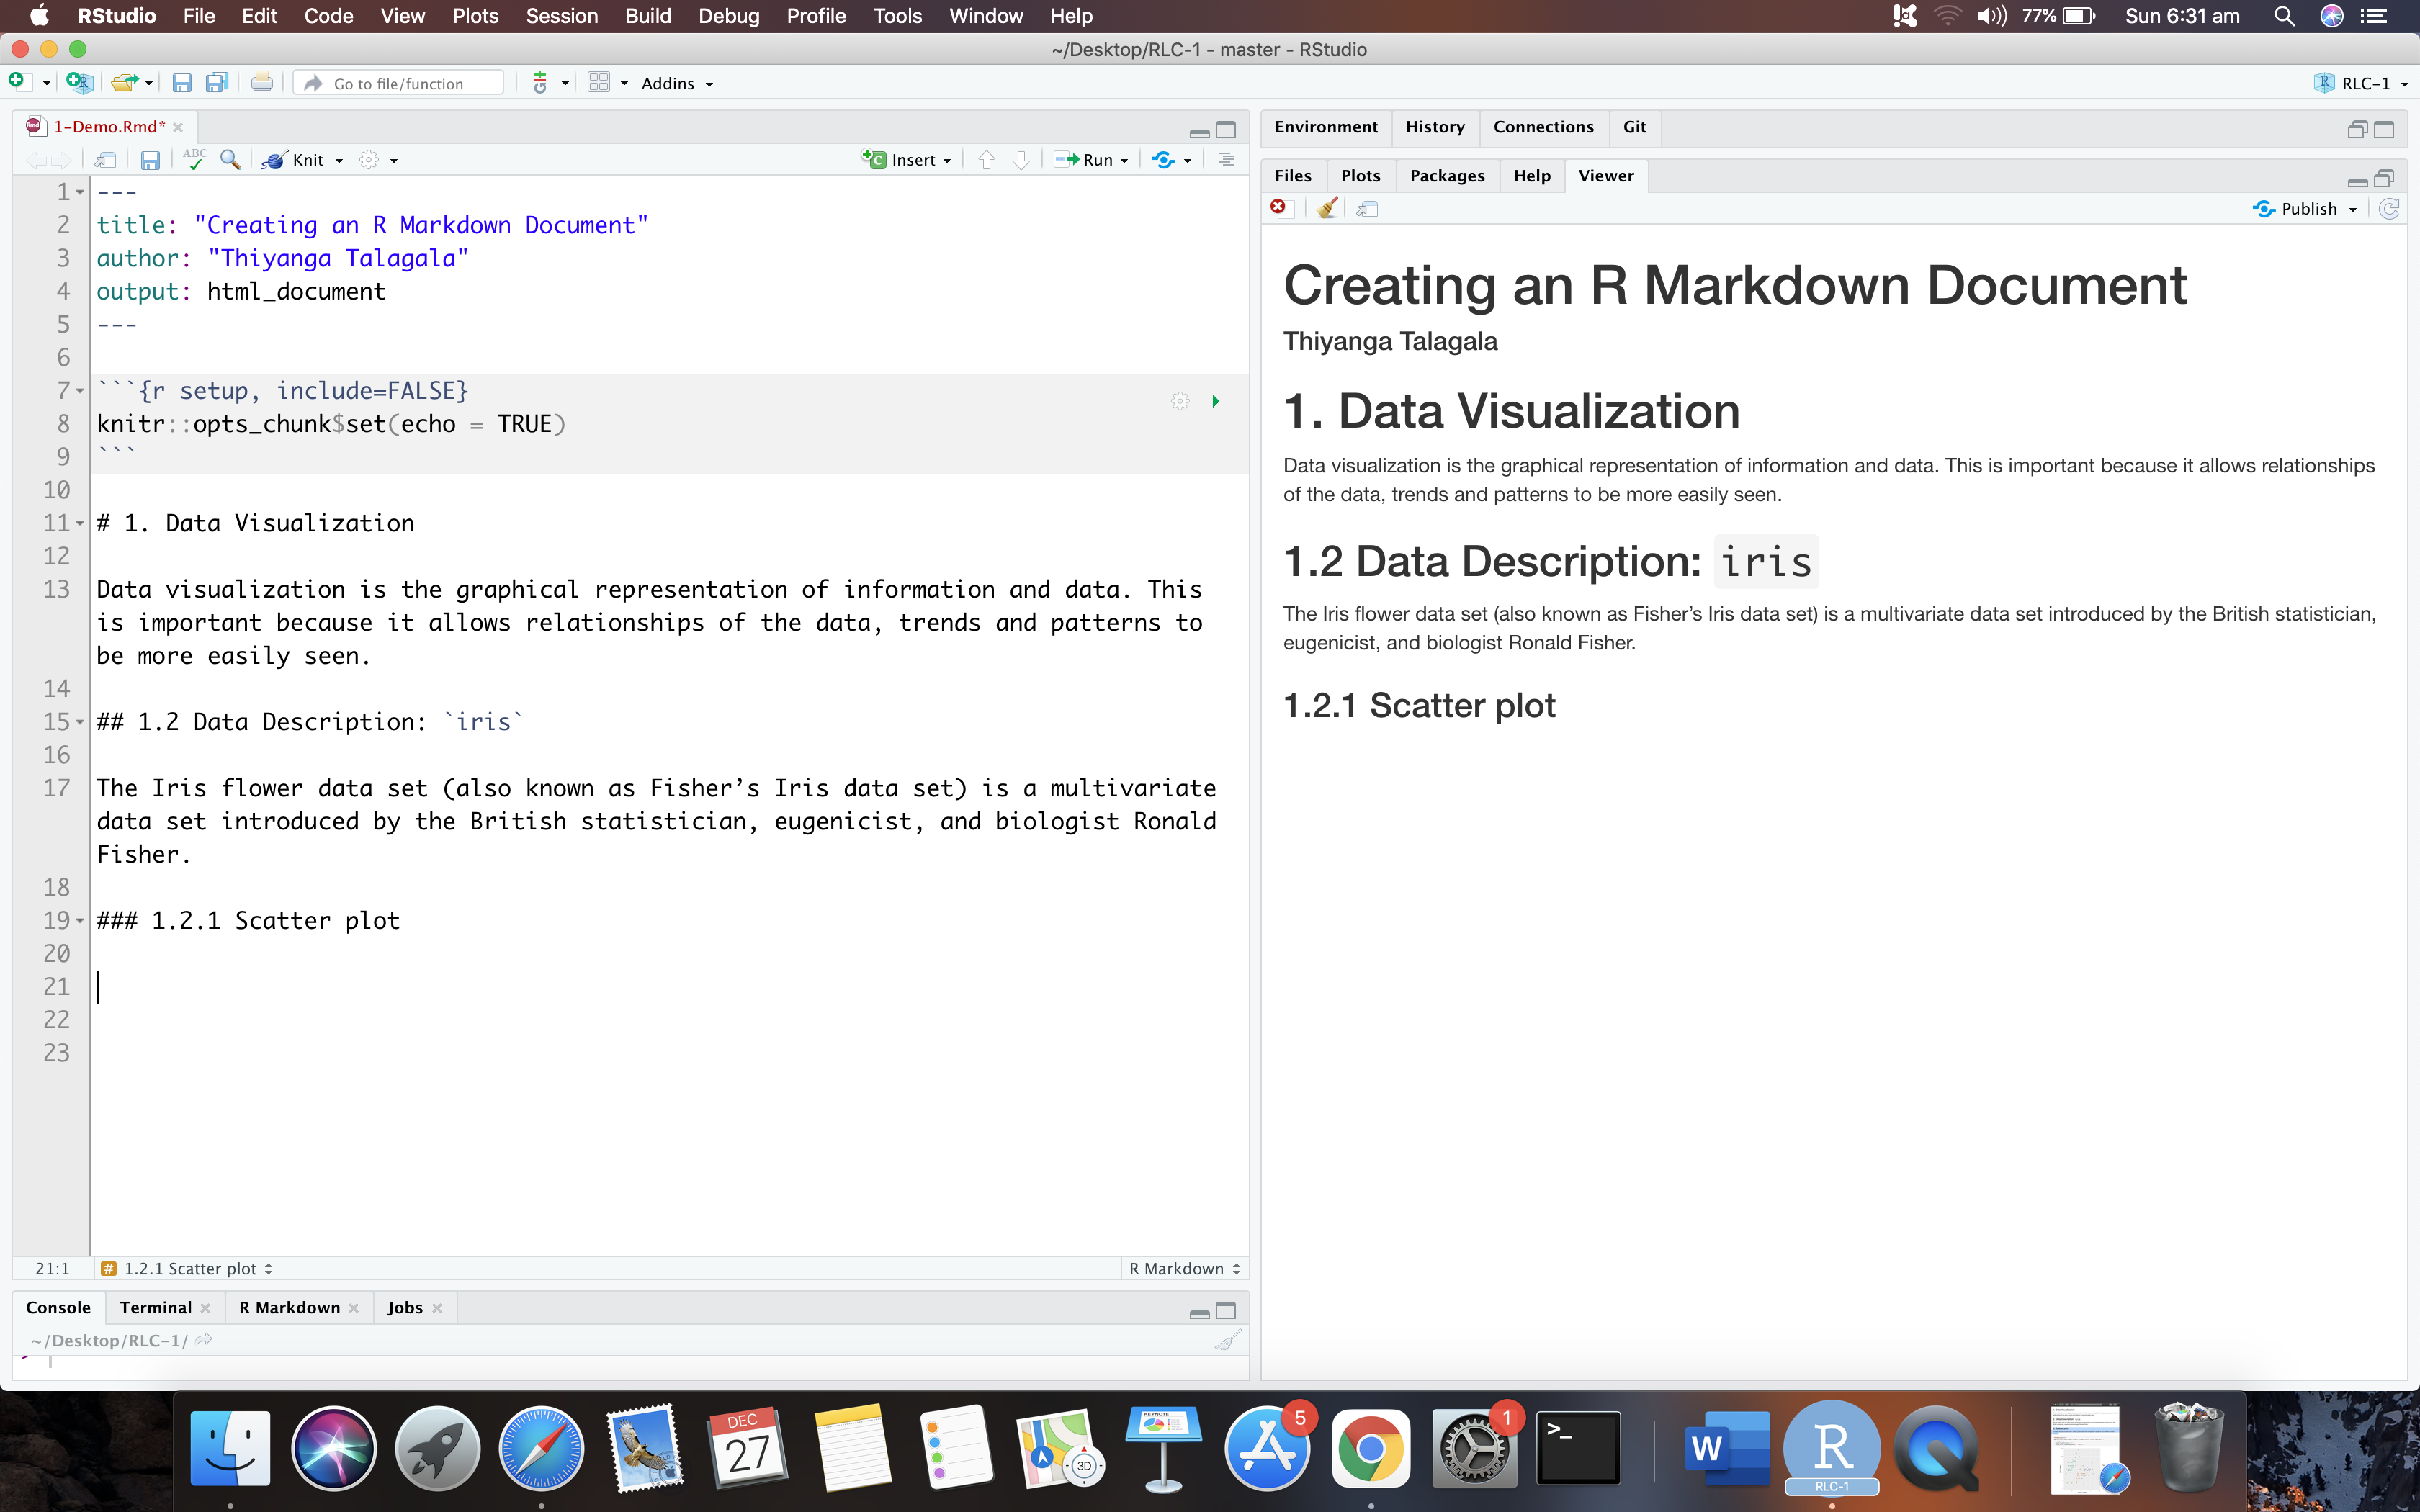 RStudio File Edit Code View Plots Session Build Debug Profile Tools Window Help 77% Sun 6:31 am
~/Desktop/RLC-1 - master - RStudio
Go to file/function Addins RLC-1
1-Demo.Rmd*
ABC Knit Insert Run
1 ---
2 title: "Creating an R Markdown Document"
3 author: "Thiyanga Talagala"
4 output: html_document
5 ---
6
7 ```{r setup, include=FALSE}
8 knitr::opts_chunk$set(echo = TRUE)
9 ```
10
11 # 1. Data Visualization
12
13 Data visualization is the graphical representation of information and data. This
is important because it allows relationships of the data, trends and patterns to
be more easily seen.
14
15 ## 1.2 Data Description: `iris`
16
17 The Iris flower data set (also known as Fisher’s Iris data set) is a multivariate
data set introduced by the British statistician, eugenicist, and biologist Ronald
Fisher.
18
19 ### 1.2.1 Scatter plot
20
21
22
23
21:1 # 1.2.1 Scatter plot R Markdown
Console Terminal R Markdown Jobs
~/Desktop/RLC-1/
Environment History Connections Git
Files Plots Packages Help Viewer
Publish
Creating an R Markdown Document
Thiyanga Talagala
1. Data Visualization
Data visualization is the graphical representation of information and data. This is important because it allows relationships
of the data, trends and patterns to be more easily seen.
1.2 Data Description: iris
The Iris flower data set (also known as Fisher’s Iris data set) is a multivariate data set introduced by the British statistician,
eugenicist, and biologist Ronald Fisher.
1.2.1 Scatter plot
DEC
27
3D
KEYNOTE
5
1
>_
W
R
RLC-1